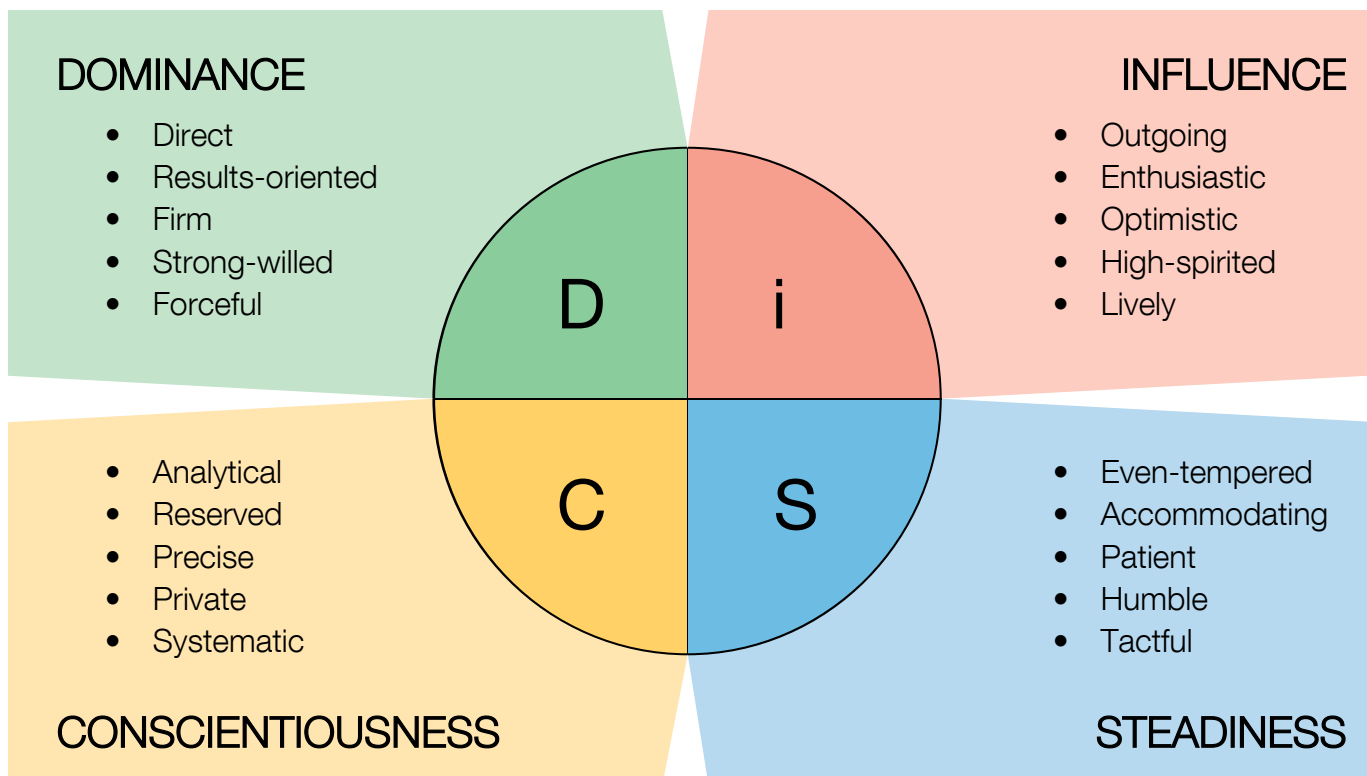 DOMINANCE
• Direct
• Results-oriented
• Firm
• Strong-willed
• Forceful
INFLUENCE
• Outgoing
• Enthusiastic
• Optimistic
• High-spirited
• Lively
D
i
C
S
• Analytical
• Reserved
• Precise
• Private
• Systematic
CONSCIENTIOUSNESS
• Even-tempered
• Accommodating
• Patient
• Humble
• Tactful
STEADINESS